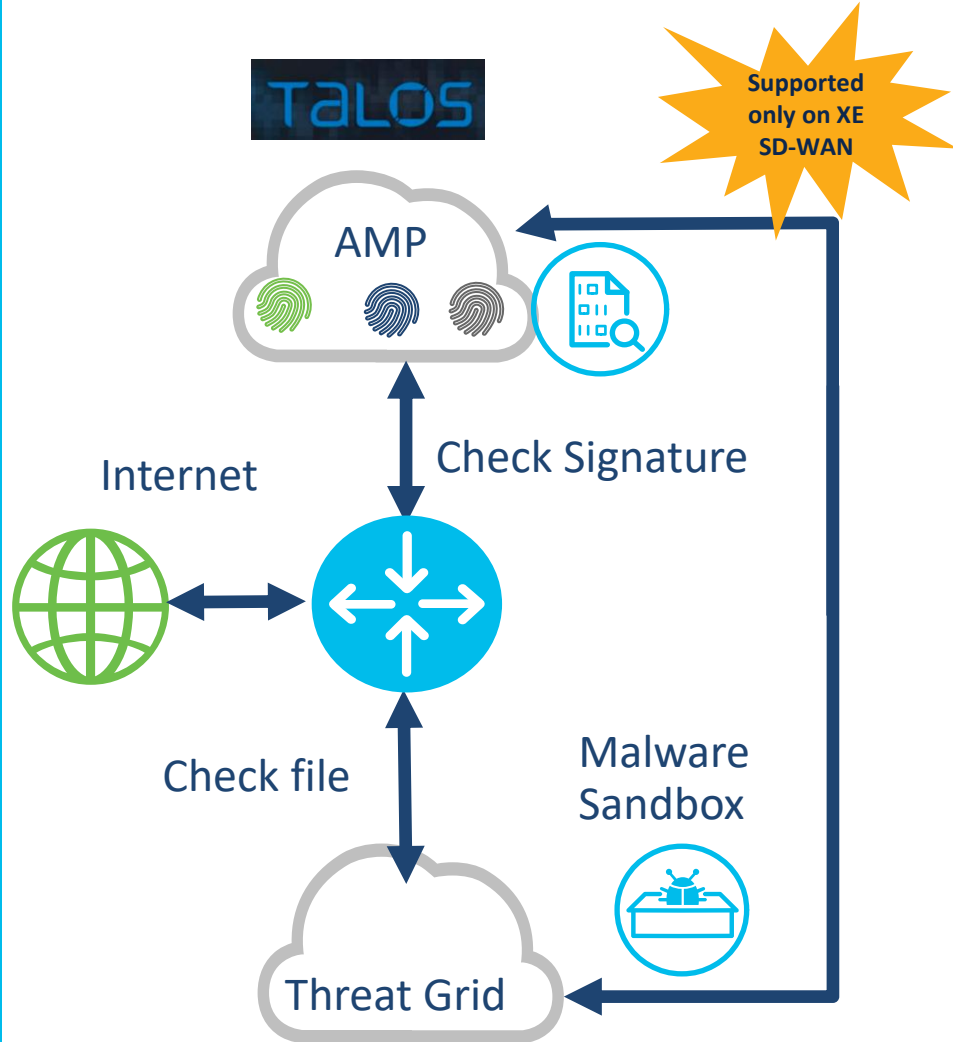 TALOS
Supported
only on XE
SD-WAN
AMP
Check Signature
Internet
Check file
Malware
Sandbox
Threat Grid